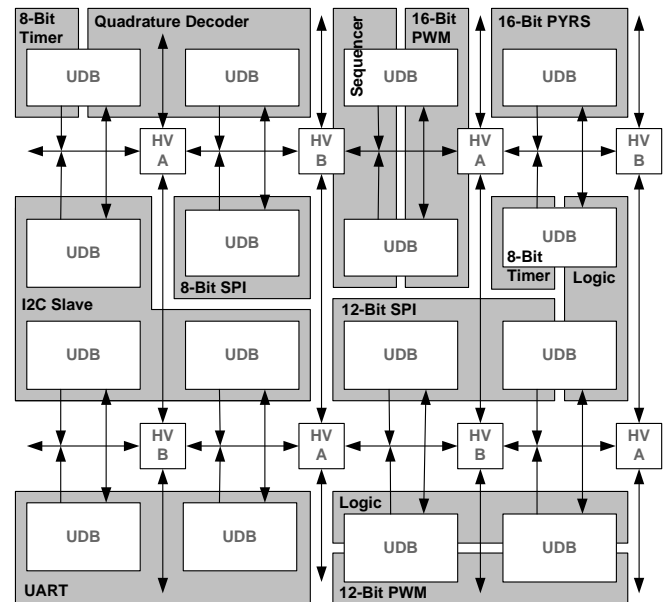 8-Bit
Timer
Quadrature Decoder
Sequencer
16-Bit
PWM
16-Bit PYRS
UDB
UDB
UDB
UDB
HV
A
HV
B
HV
A
HV
B
UDB
UDB
UDB
UDB
8-Bit
Timer
Logic
8-Bit SPI
I2C Slave
12-Bit SPI
UDB
UDB
UDB
UDB
HV
B
HV
A
HV
B
HV
A
Logic
UDB
UDB
UDB
UDB
UART
12-Bit PWM